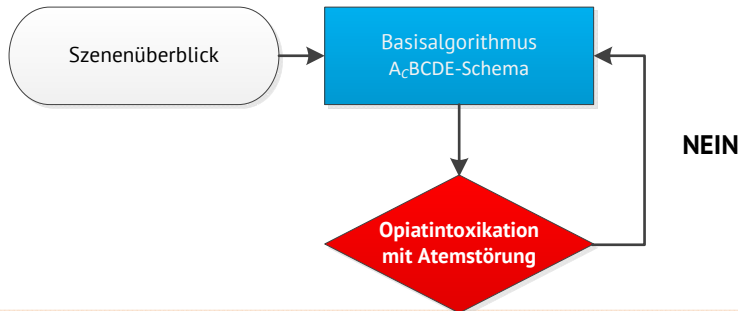 Szenenüberblick
Basisalgorithmus
AcBCDE-Schema
NEIN
Opiatintoxikation
mit Atemstörung